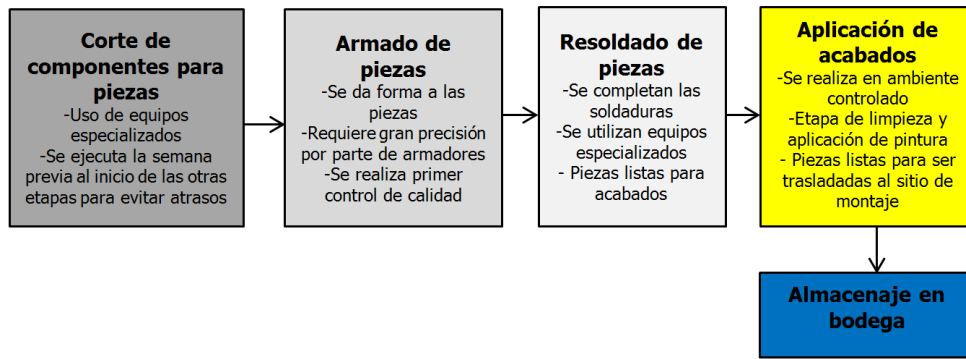 Corte de
componentes para
piezas
-Uso de equipos
especializados
-Se ejecuta la semana
previa al inicio de las otras
etapas para evitar atrasos
Armado de
piezas
-Se da forma a las
piezas
-Requiere gran precisión
por parte de armadores
-Se realiza primer
control de calidad
Resoldado de
piezas
-Se completan las
soldaduras
-Se utilizan equipos
especializados
- Piezas listas para
acabados
Aplicación de
acabados
-Se realiza en ambiente
controlado
-Etapa de limpieza y
aplicación de pintura
- Piezas listas para ser
trasladadas al sitio de
montaje
Almacenaje en
bodega